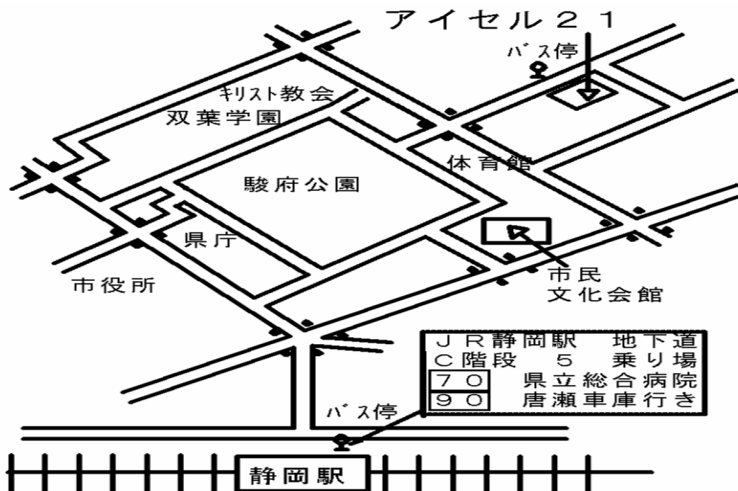 アイセル２１
バス停
キリスト教会
双葉学園
体育館
駿府公園
県庁
市役所
市民
文化会館
ＪＲ静岡駅　地下道
Ｃ階段　５　乗り場
７０　県立総合病院
９０　唐瀬車庫行き
バス停
静岡駅